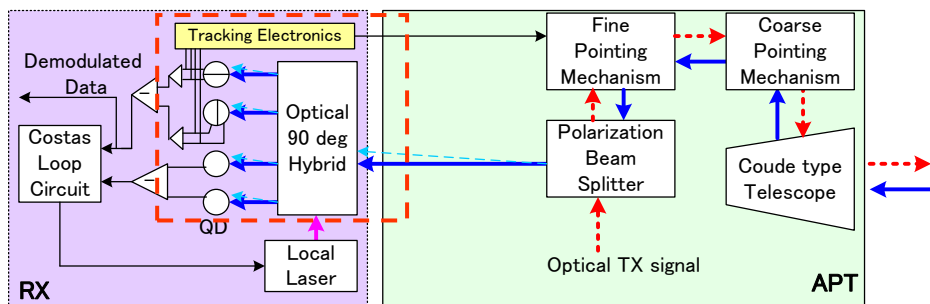 Tracking Electronics
Demodulated
Data
Costas
Loop
Circuit
Optical
90 deg
Hybrid
QD
Local
Laser
RX
Fine
Pointing
Mechanism
Coarse
Pointing
Mechanism
Polarization
Beam
Splitter
Coude type
Telescope
Optical TX signal
APT